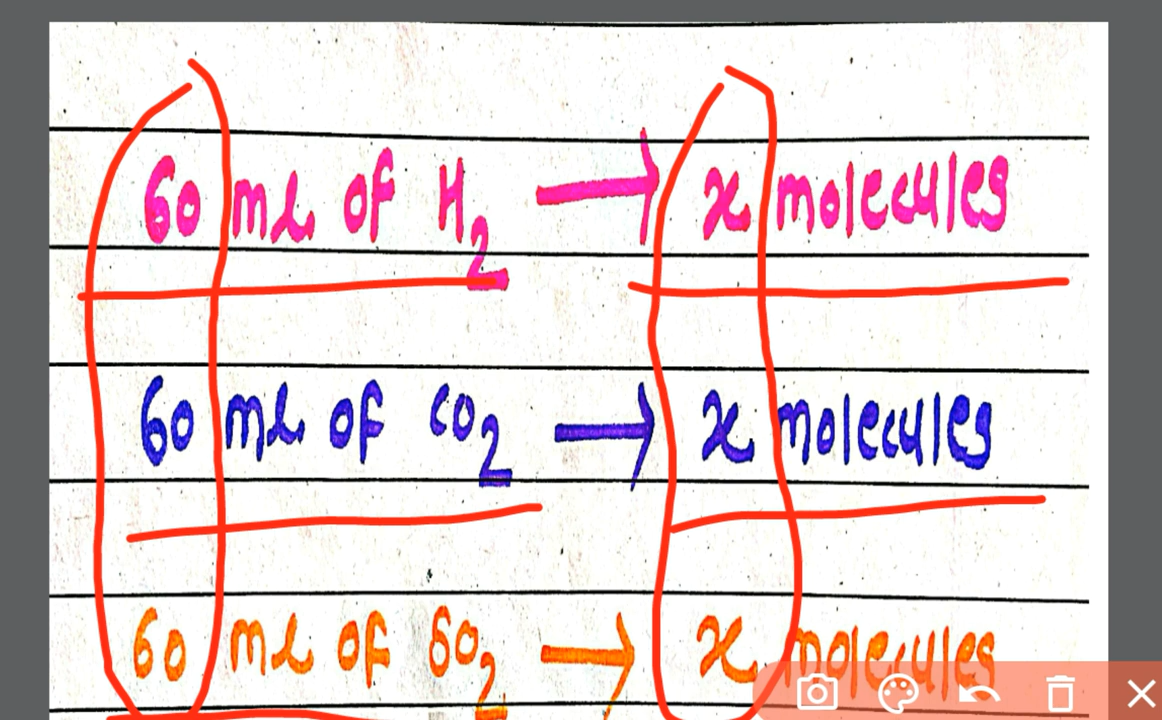 60 ml of H₂ → x molecules
60 ml of CO₂ → x molecules
60 ml of SO₂ → x molecules